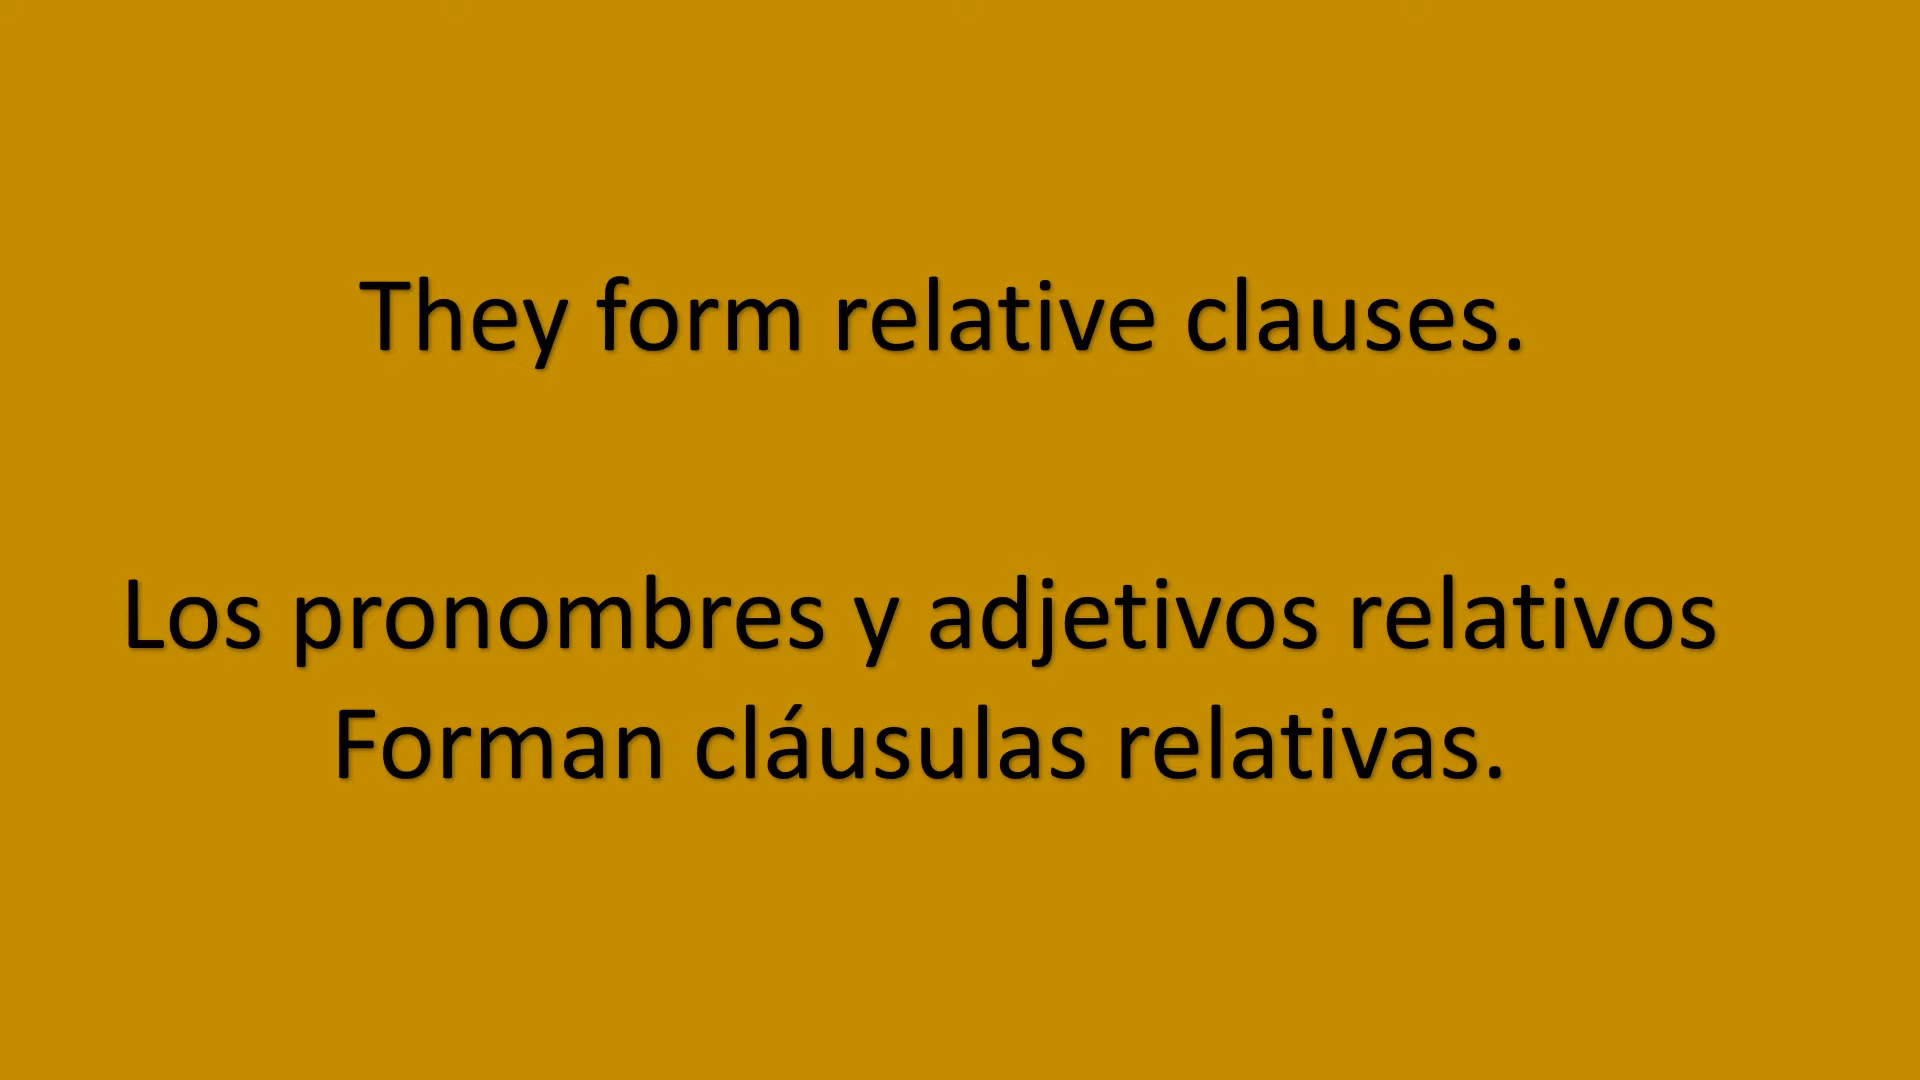 They form relative clauses.
Los pronombres y adjetivos relativos
Forman cláusulas relativas.